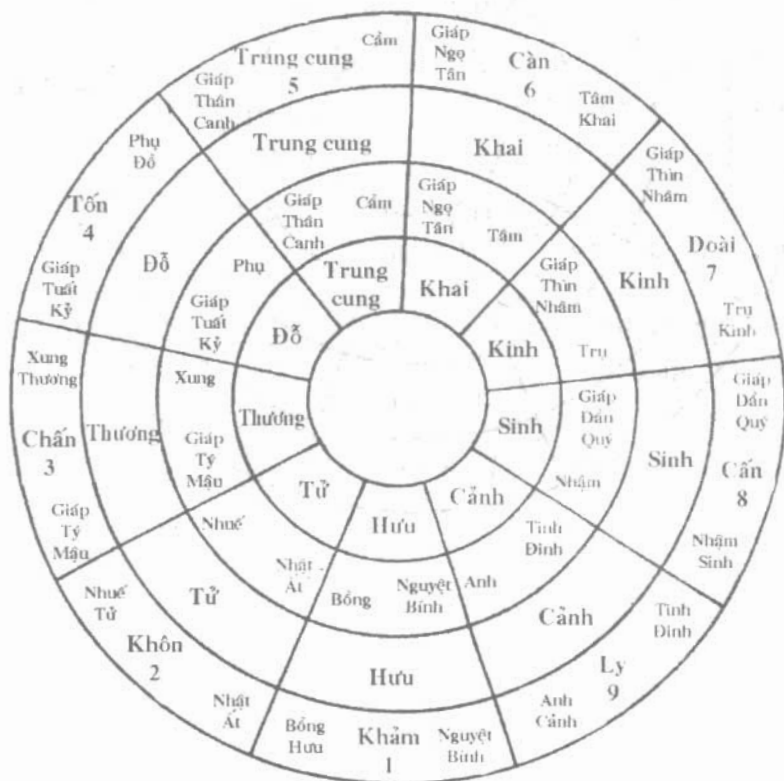 Giáp
Thân
Canh
Trung cung
5
Cầm
Giáp
Ngọ
Tân
Càn
6
Tâm
Khai
Giáp
Thìn
Nhâm
Doài
7
Trụ
Kinh
Giáp
Dần
Quý
Cấn
8
Nhậm
Sinh
Tinh
Đinh
Ly
9
Anh
Cảnh
Nguyệt
Bính
Khảm
1
Bồng
Hưu
Nhật
Ất
Khôn
2
Nhuế
Tử
Giáp
Tý
Mậu
Chấn
3
Xung
Thương
Giáp
Tuất
Kỷ
Tốn
4
Phụ
Đỗ
Trung cung
Khai
Kinh
Sinh
Cảnh
Hưu
Tử
Thương
Đỗ
Giáp
Thân
Canh
Cầm
Giáp
Ngọ
Tân
Tâm
Giáp
Thìn
Nhâm
Trụ
Giáp
Dần
Quý
Nhậm
Tinh
Đinh
Anh
Nguyệt
Bính
Bồng
Nhật
Ất
Nhuế
Giáp
Tý
Mậu
Xung
Giáp
Tuất
Kỷ
Phụ
Trung
cung
Khai
Kinh
Sinh
Cảnh
Hưu
Tử
Thương
Đỗ